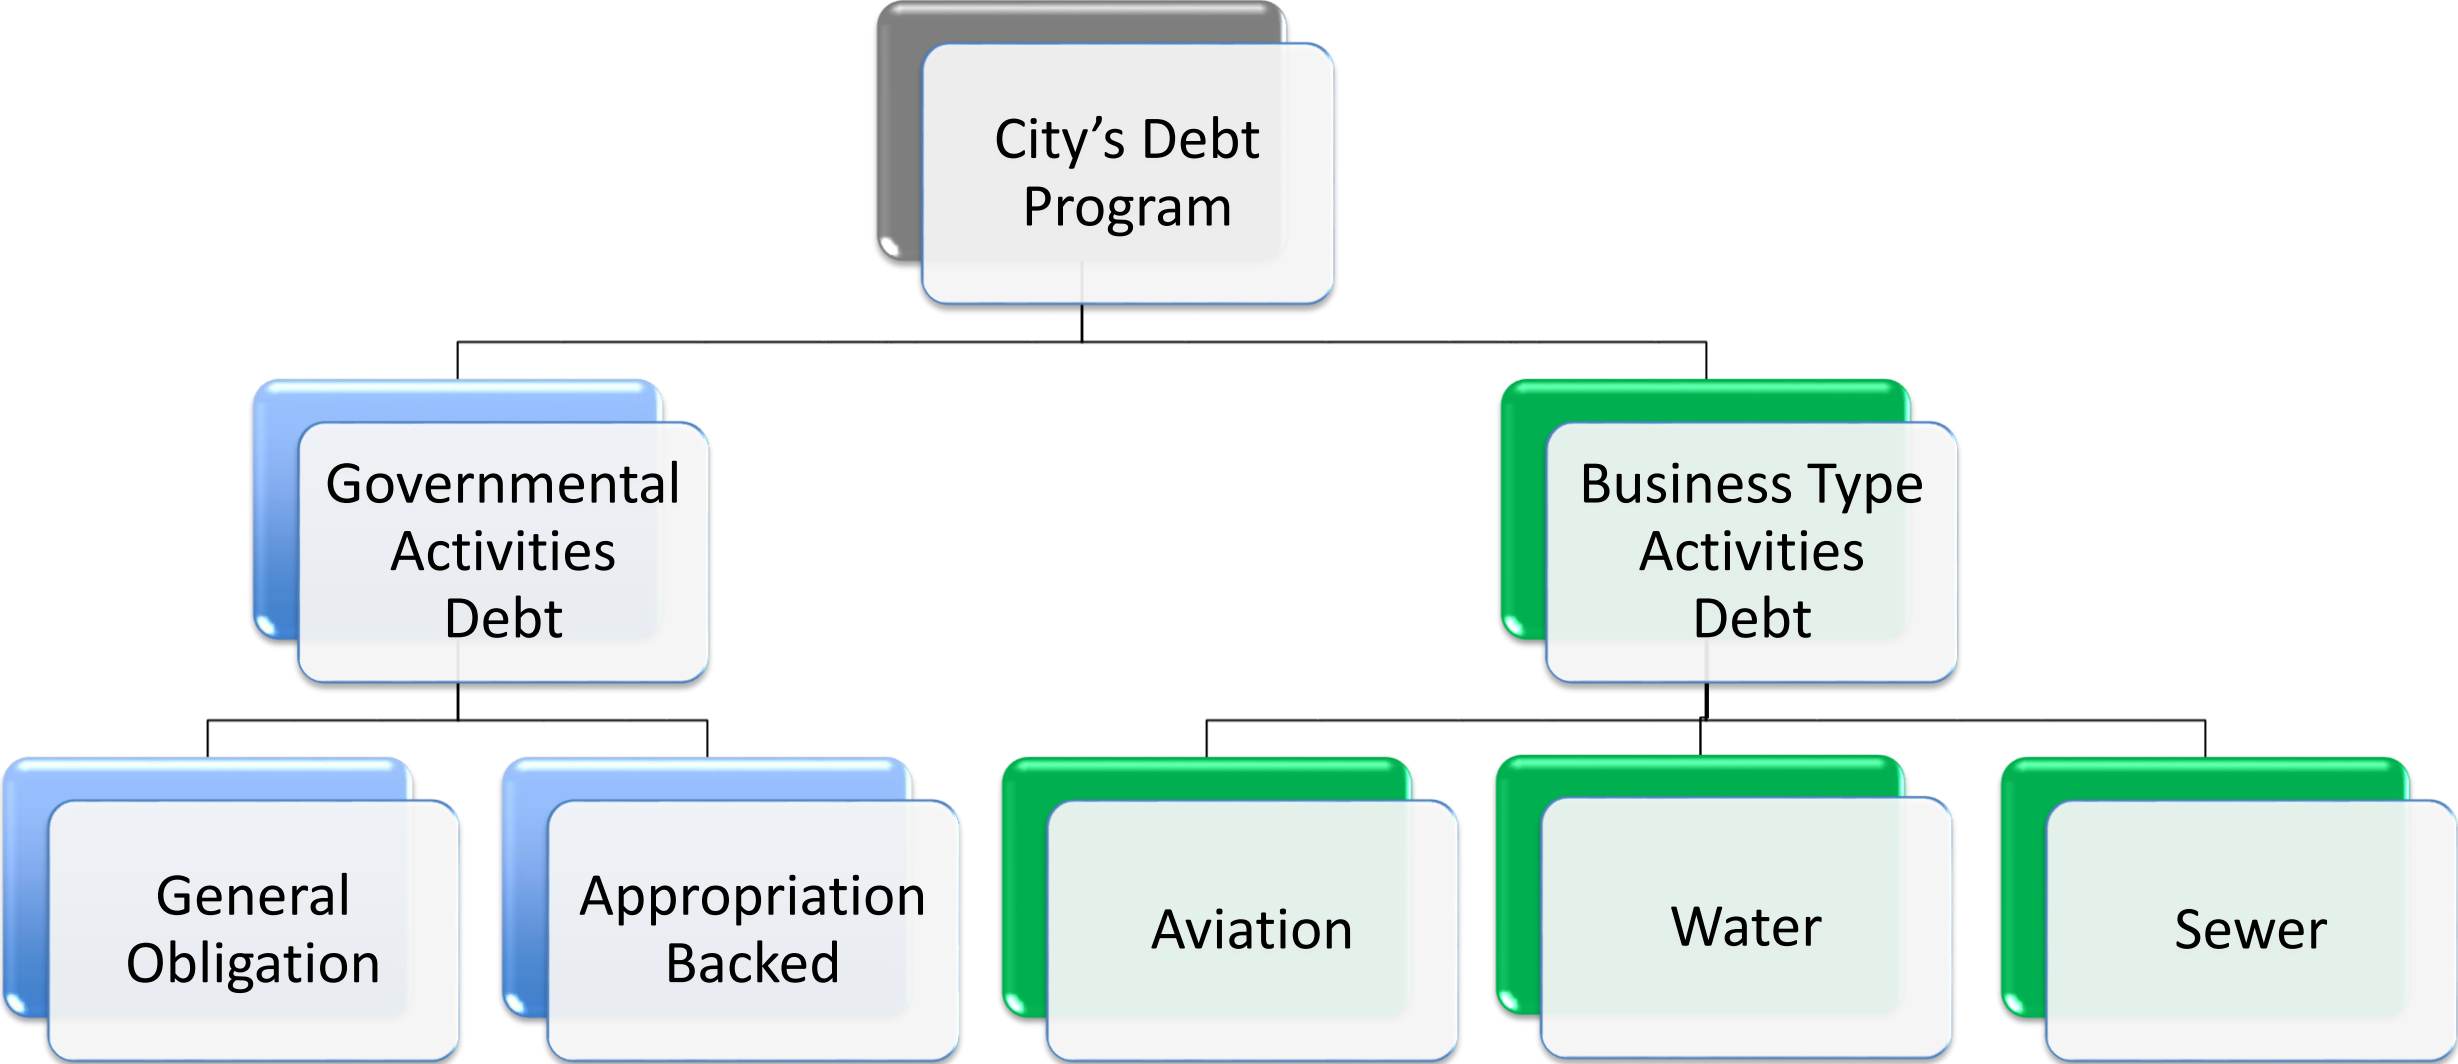 City’s Debt
Program
Governmental
Activities
Debt
Business Type
Activities
Debt
General
Obligation
Appropriation
Backed
Aviation
Water
Sewer